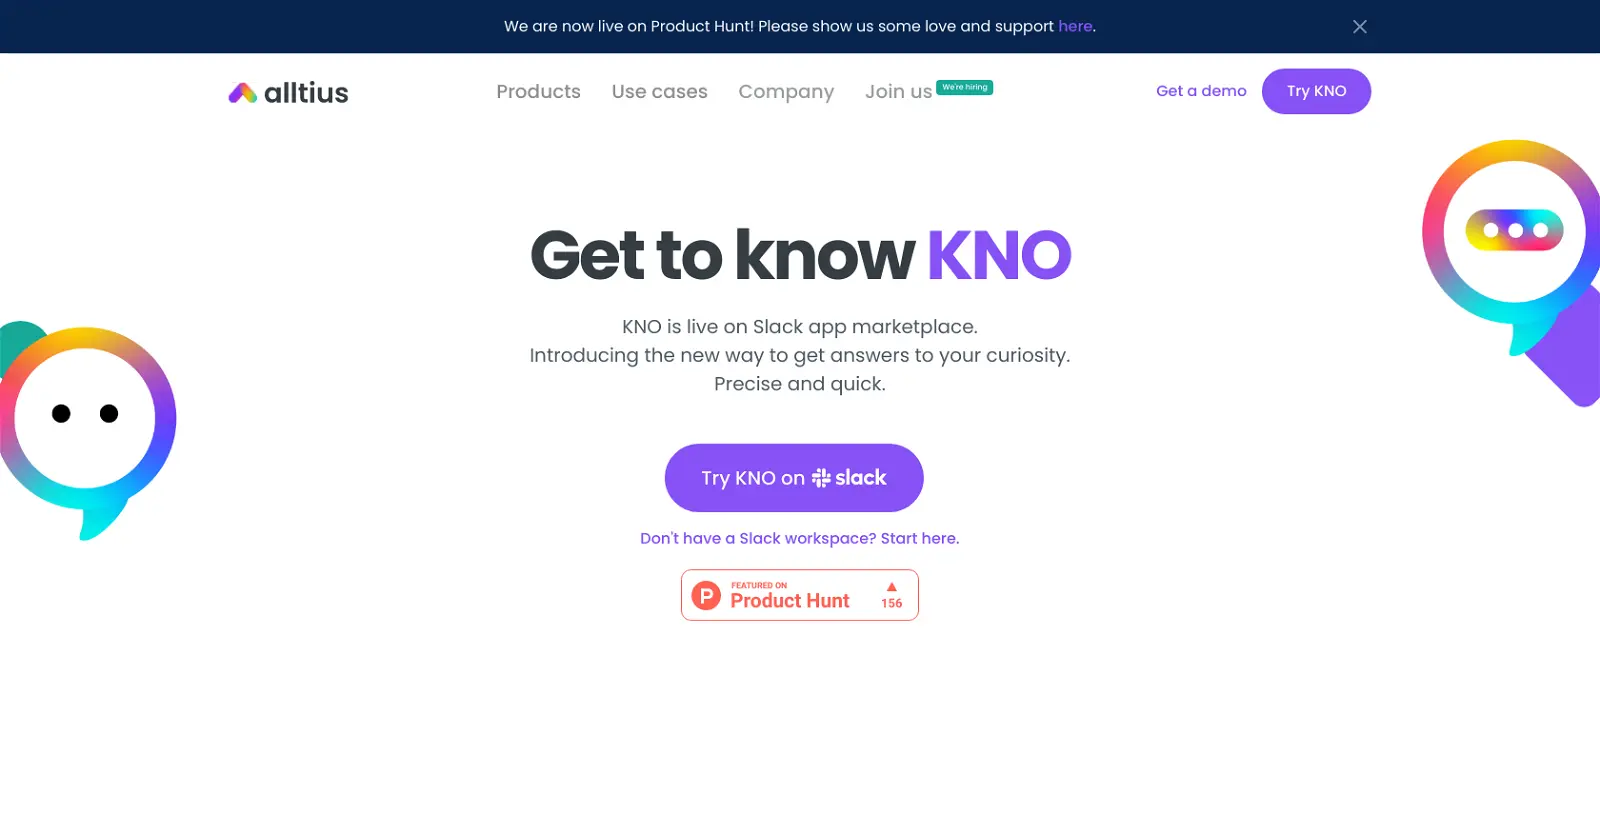 We are now live on Product Hunt! Please show us some love and support here.
alltius
Products Use cases Company Join us We're hiring
Get a demo Try KNO
Get to know KNO
KNO is live on Slack app marketplace.
Introducing the new way to get answers to your curiosity.
Precise and quick.
Try KNO on slack
Don't have a Slack workspace? Start here.
P FEATURED ON
Product Hunt
156